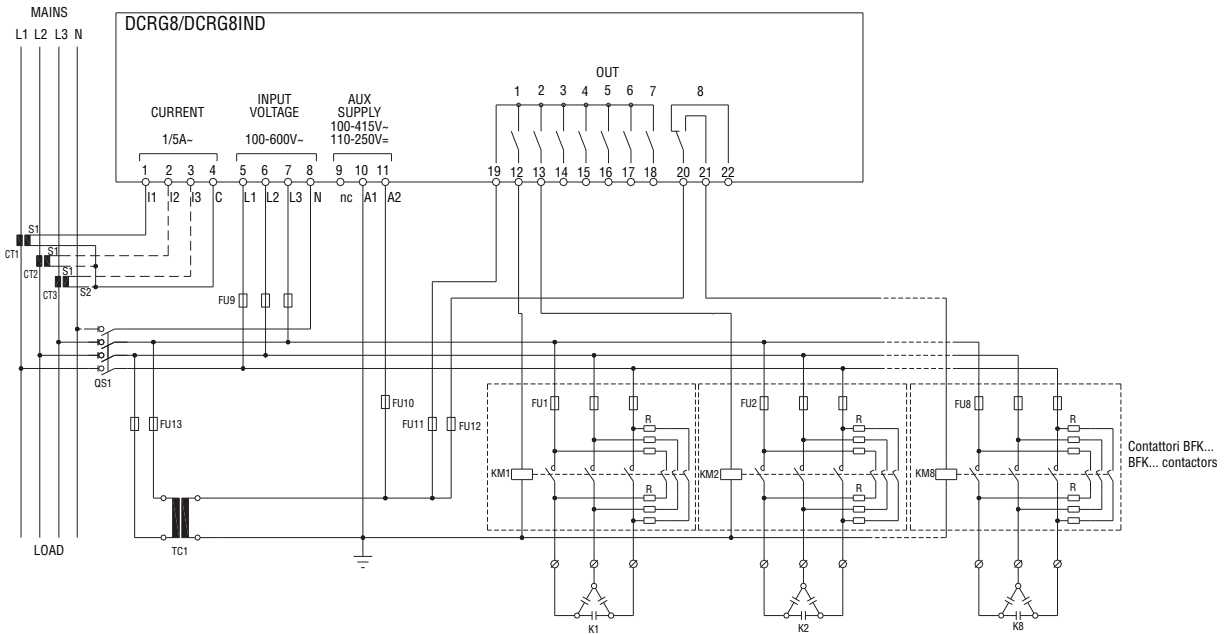 MAINS
L1 L2 L3 N
DCRG8/DCRG8IND
CURRENT
1/5A~
INPUT
VOLTAGE
100-600V~
AUX
SUPPLY
100-415V~
110-250V=
OUT
1 2 3 4 5 6 7 8
1 2 3 4 5 6 7 8 9 10 11 19 12 13 14 15 16 17 18 20 21 22
I1 I2 I3 C L1 L2 L3 N nc A1 A2
S1
CT1
S1
CT2
S1
CT3
S2
FU9
QS1
FU13
FU10
FU11
FU12
FU1
FU2
FU8
R
R
R
KM1
KM2
KM8
R
R
R
Contattori BFK...
BFK... contactors
LOAD
TC1
K1
K2
K8